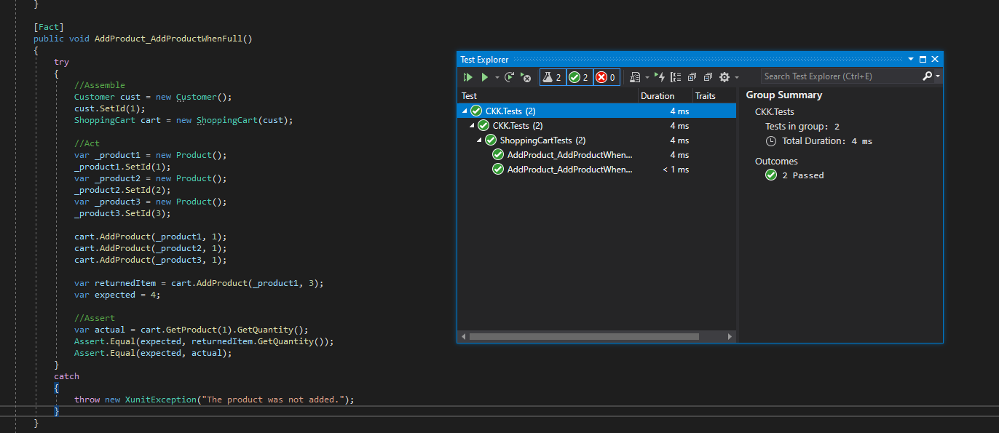 }
[Fact]
public void AddProduct_AddProductWhenFull()
{
try
{
//Assemble
Customer cust = new Customer();
cust.SetId(1);
ShoppingCart cart = new ShoppingCart(cust);
//Act
var _product1 = new Product();
_product1.SetId(1);
var _product2 = new Product();
_product2.SetId(2);
var _product3 = new Product();
_product3.SetId(3);
cart.AddProduct(_product1, 1);
cart.AddProduct(_product2, 1);
cart.AddProduct(_product3, 1);
var returnedItem = cart.AddProduct(_product1, 3);
var expected = 4;
//Assert
var actual = cart.GetProduct(1).GetQuantity();
Assert.Equal(expected, returnedItem.GetQuantity());
Assert.Equal(expected, actual);
}
catch
{
throw new XunitException("The product was not added.");
}
}
Test Explorer
2 2 0
Search Test Explorer (Ctrl+E)
Test Duration Traits
CKK.Tests (2) 4 ms
CKK.Tests (2) 4 ms
ShoppingCartTests (2) 4 ms
AddProduct_AddProductWhen... 4 ms
AddProduct_AddProductWhen... < 1 ms
Group Summary
CKK.Tests
Tests in group: 2
Total Duration: 4 ms
Outcomes
2 Passed